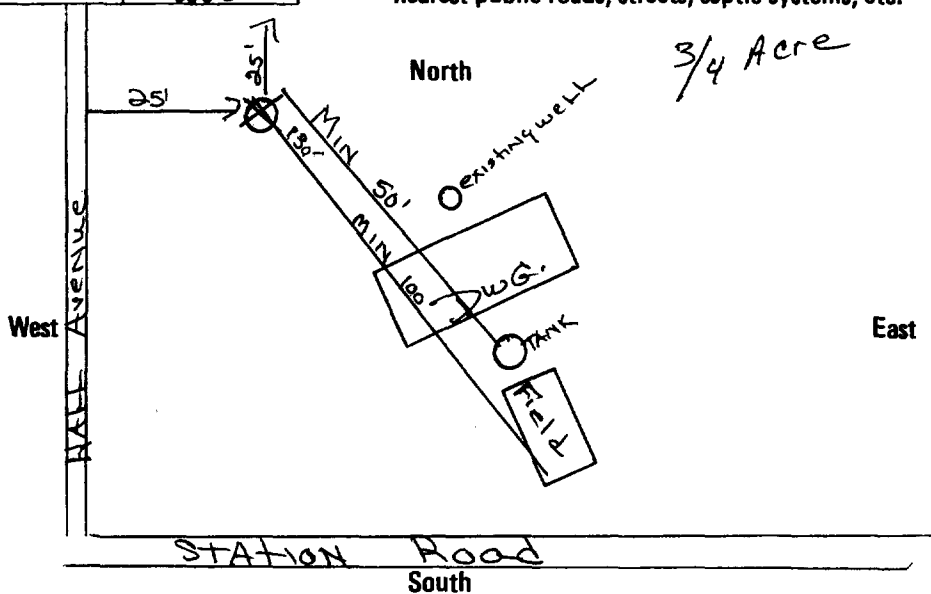 nearest public roads, streets, septic systems, etc.
3/4 Acre
North
25'
25'
existing well
130'
MIN
50'
MIN
100
DWG.
West
HALL Avenue
East
TANK
Field
STATION Road
South